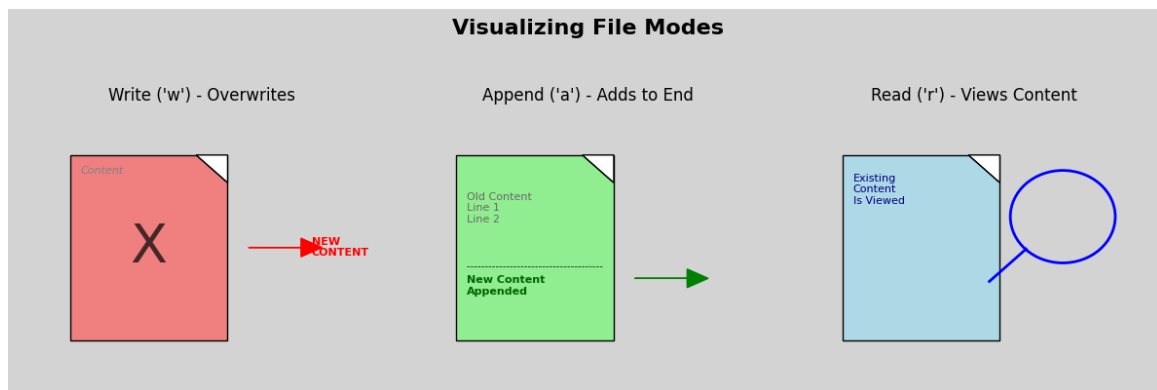 Visualizing File Modes
Write ('w') - Overwrites
Content
X
NEW
CONTENT
Append ('a') - Adds to End
Old Content
Line 1
Line 2
------------------------------------
New Content
Appended
Read ('r') - Views Content
Existing
Content
Is Viewed